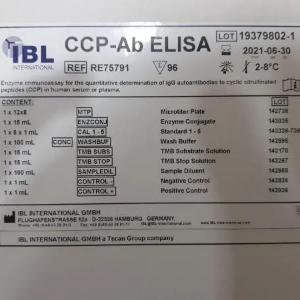 IBL
INTERNATIONAL
CCP-Ab ELISA
LOT 19379802-1
2021-06-30
REF RE75791
96
2-8°C
Enzyme immunoassay for the quantitative determination of IgG autoantibodies to cyclic citrullinated
peptides (CCP) in human serum or plasma.
CONTENT:
1 x 12x8 MTP Microtiter Plate 142738
1 x 15 mL ENZCONJ Enzyme Conjugate
5 x 1 mL CAL 1-5 Standard 1 - 5
1 x 100 mL CONC WASHBUF Wash Buffer
1 x 15 mL TMB SUBS TMB Substrate Solution
1 x 15 mL TMB STOP TMB Stop Solution
1 x 100 mL SAMPLEDIL Sample Diluent
1 x 1 mL CONTROL - Negative Control
1 x 1 mL CONTROL + Positive Control
IBL INTERNATIONAL GMBH
FLUGHAFENSTRASSE 52a D-22335 HAMBURG GERMANY
IBL INTERNATIONAL GMBH a Tecan Group company